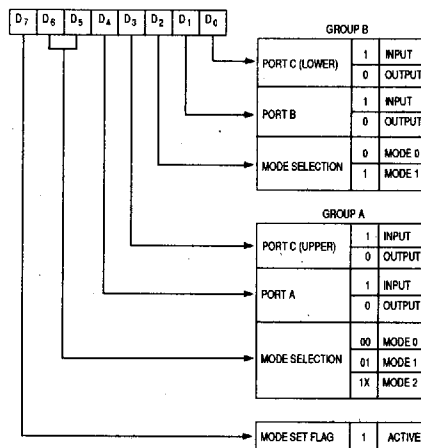 D7 D6 D5 D4 D3 D2 D1 D0
GROUP B
PORT C (LOWER) 1 INPUT
0 OUTPUT
PORT B 1 INPUT
0 OUTPUT
MODE SELECTION 0 MODE 0
1 MODE 1
GROUP A
PORT C (UPPER) 1 INPUT
0 OUTPUT
PORT A 1 INPUT
0 OUTPUT
MODE SELECTION 00 MODE 0
01 MODE 1
1X MODE 2
MODE SET FLAG 1 ACTIVE